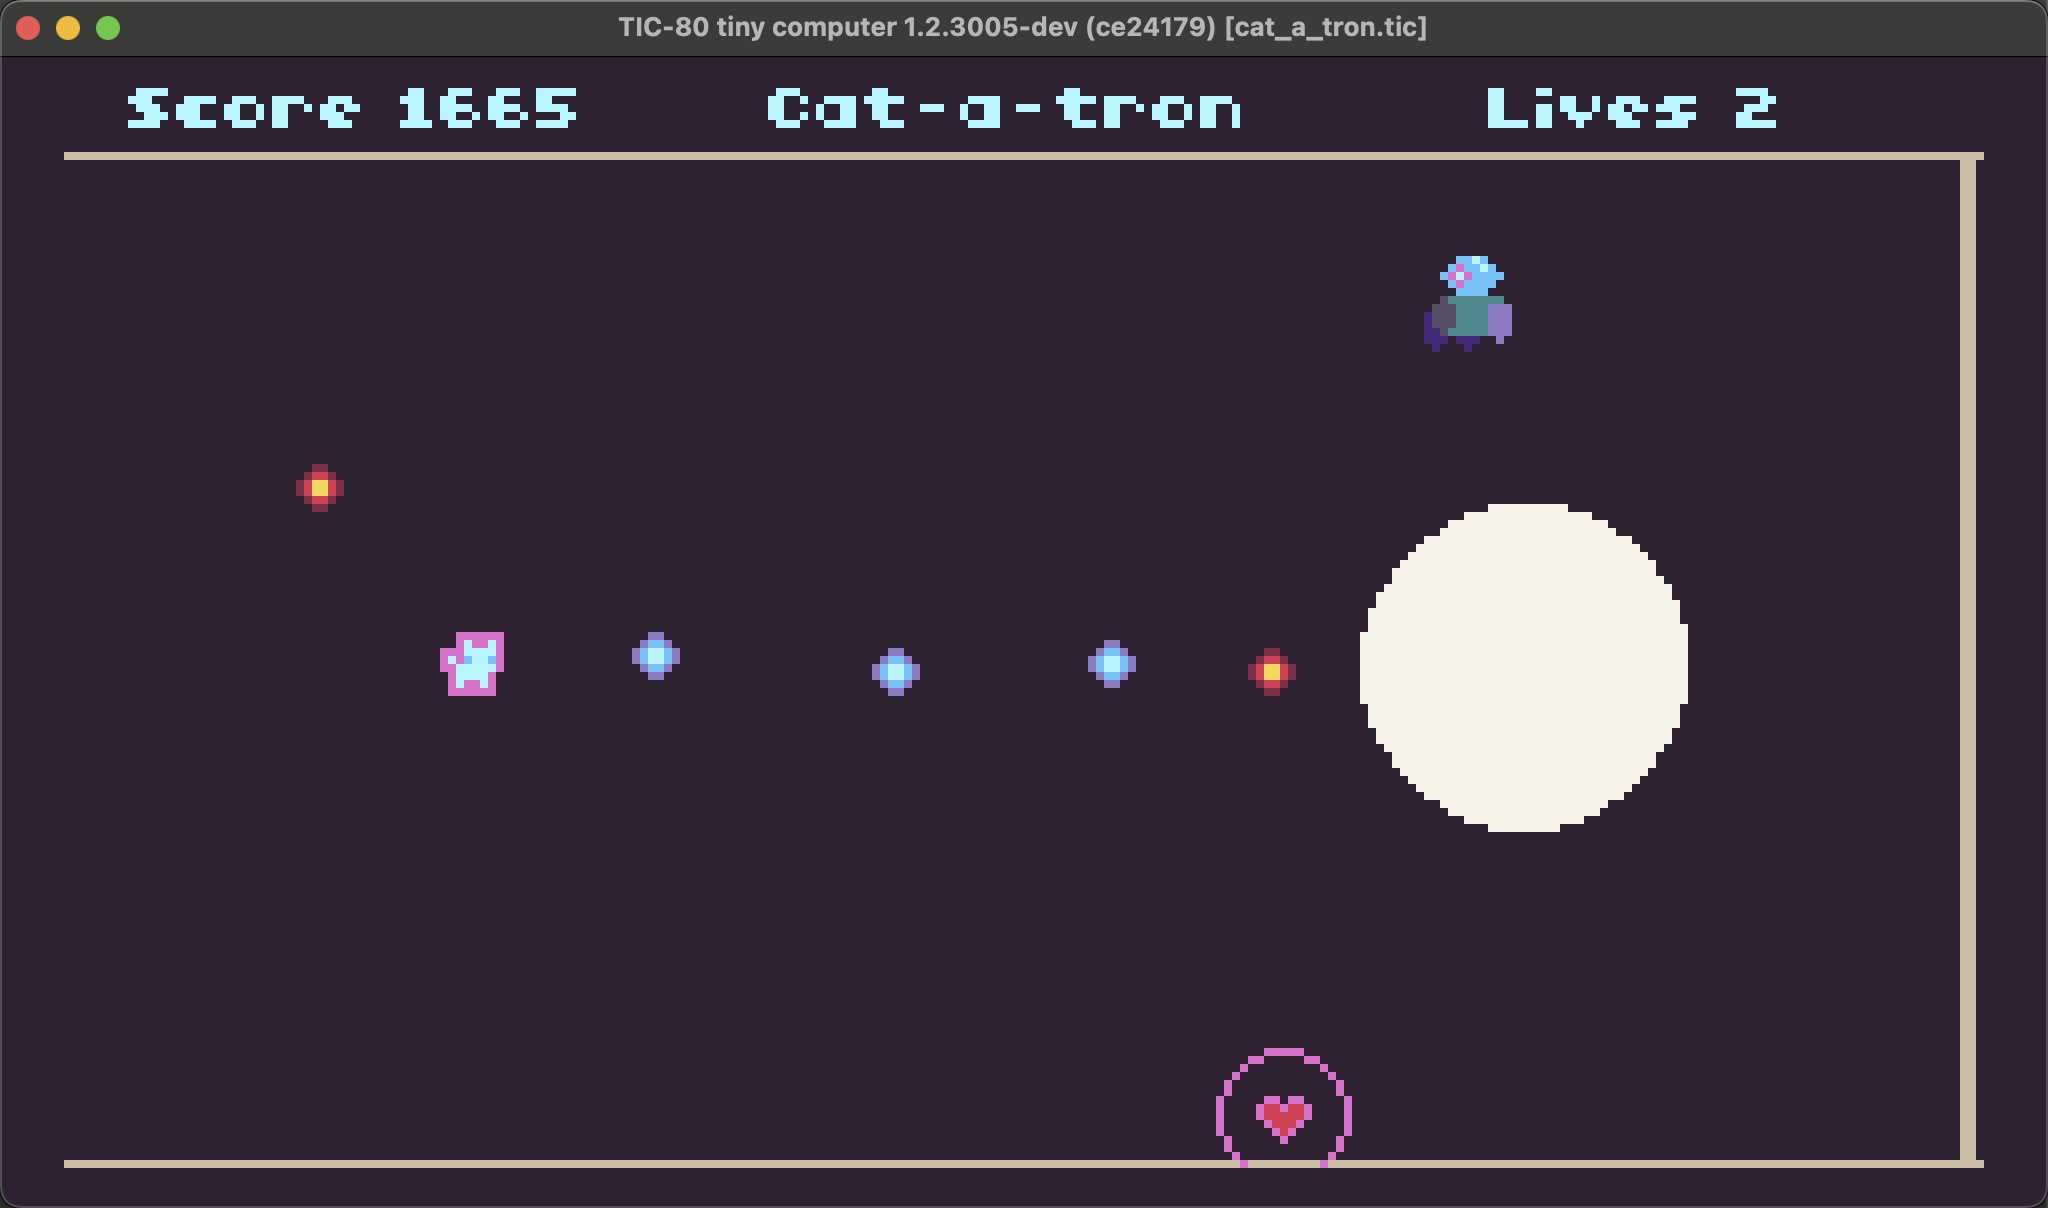 TIC-80 tiny computer 1.2.3005-dev (ce24179) [cat_a_tron.tic]
Score 1665 Cat-a-tron Lives 2